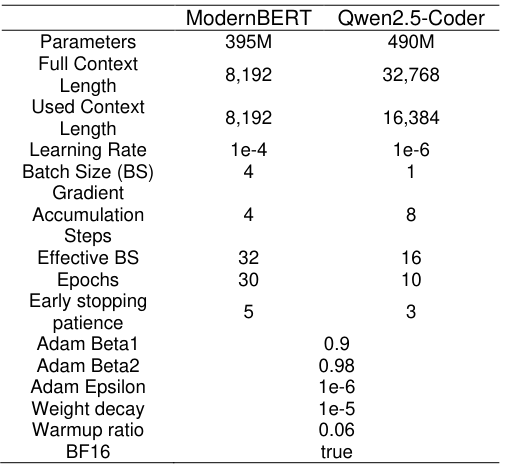 ModernBERT Qwen2.5-Coder
Parameters 395M 490M
Full Context
Length 8,192 32,768
Used Context
Length 8,192 16,384
Learning Rate 1e-4 1e-6
Batch Size (BS) 4 1
Gradient
Accumulation 4 8
Steps
Effective BS 32 16
Epochs 30 10
Early stopping
patience 5 3
Adam Beta1 0.9
Adam Beta2 0.98
Adam Epsilon 1e-6
Weight decay 1e-5
Warmup ratio 0.06
BF16 true